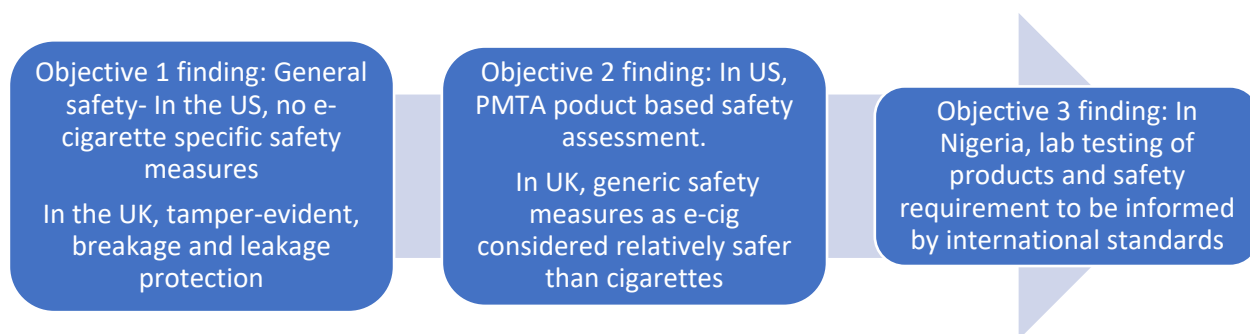 Objective 1 finding: General
safety- In the US, no e-
cigarette specific safety
measures
In the UK, tamper-evident,
breakage and leakage
protection
Objective 2 finding: In US,
PMTA poduct based safety
assessment.
In UK, generic safety
measures as e-cig
considered relatively safer
than cigarettes
Objective 3 finding: In
Nigeria, lab testing of
products and safety
requirement to be informed
by international standards